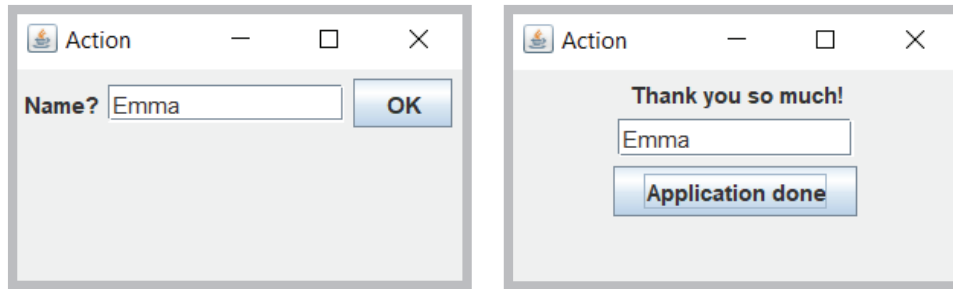 Action
Name? Emma OK
Action
Thank you so much!
Emma
Application done